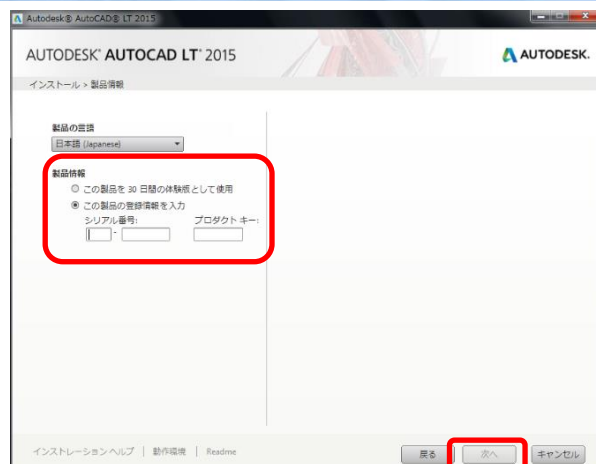 Autodesk® AutoCAD® LT 2015
AUTODESK® AUTOCAD LT® 2015
AUTODESK.
インストール > 製品情報
製品の言語
日本語 (Japanese)
製品情報
この製品を 30 日間の体験版として使用
この製品の登録情報を入力
シリアル番号: プロダクト キー:
-
インストレーション ヘルプ | 動作環境 | Readme
戻る 次へ キャンセル